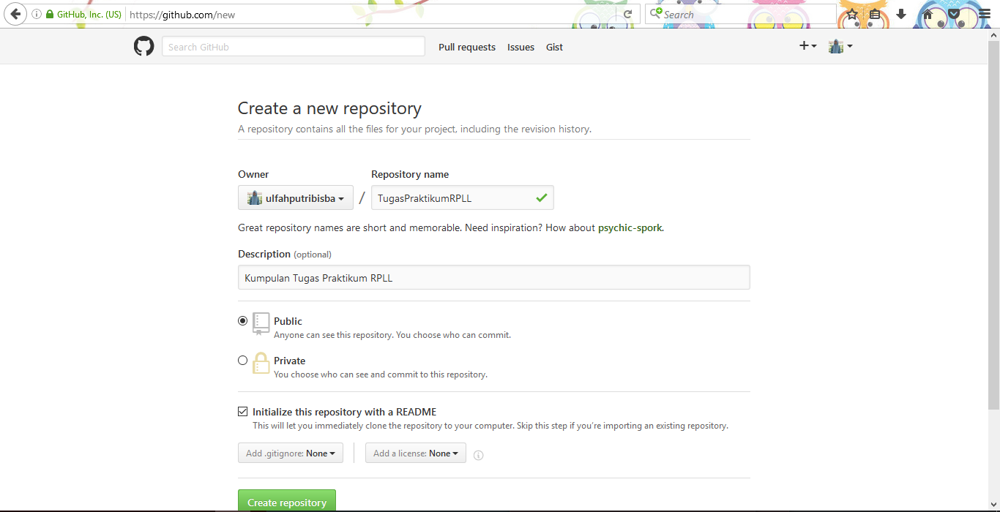 GitHub, Inc. (US) https://github.com/new Search
Search GitHub Pull requests Issues Gist
Create a new repository
A repository contains all the files for your project, including the revision history.
Owner Repository name
ulfahputribisba / TugasPraktikumRPLL
Great repository names are short and memorable. Need inspiration? How about psychic-spork.
Description (optional)
Kumpulan Tugas Praktikum RPLL
Public
Anyone can see this repository. You choose who can commit.
Private
You choose who can see and commit to this repository.
Initialize this repository with a README
This will let you immediately clone the repository to your computer. Skip this step if you're importing an existing repository.
Add .gitignore: None Add a license: None
Create repository